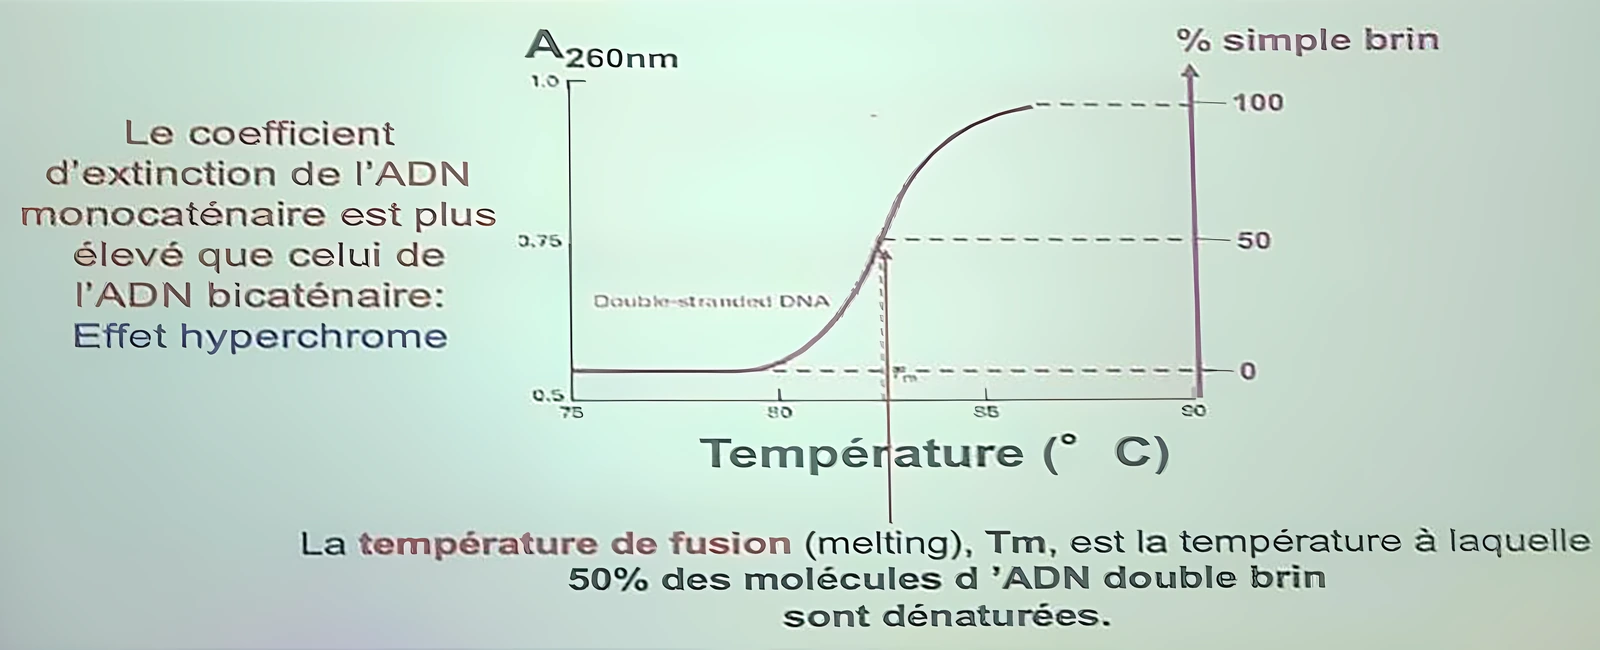 A260nm
% simple brin
1.0
100
Le coefficient
d'extinction de l'ADN
monocaténaire est plus
élevé que celui de
l'ADN bicaténaire:
Effet hyperchrome
0.75
50
Double-stranded DNA
Tm
0
0.5
75 80 85 90
Température (° C)
La température de fusion (melting), Tm, est la température à laquelle
50% des molécules d 'ADN double brin
sont dénaturées.